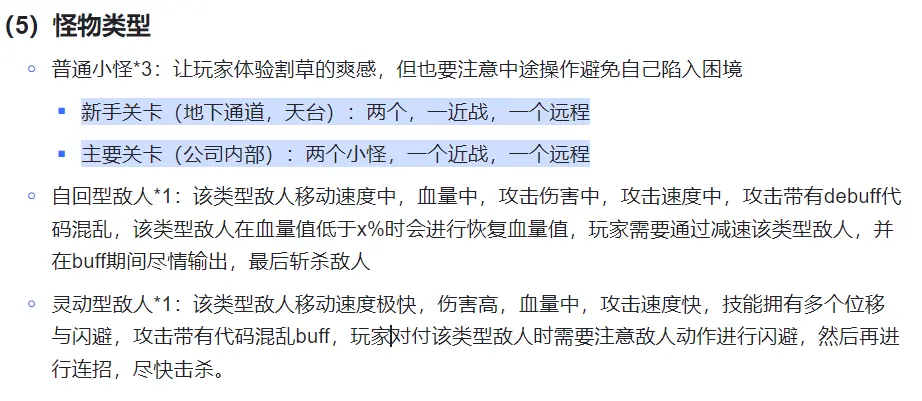 (5) 怪物类型
普通小怪*3：让玩家体验割草的爽感，但也要注意中途操作避免自己陷入困境
新手关卡（地下通道，天台）：两个，一近战，一个远程
主要关卡（公司内部）：两个小怪，一个近战，一个远程
自回型敌人*1：该类型敌人移动速度中，血量中，攻击伤害中，攻击速度中，攻击带有debuff代
码混乱，该类型敌人在血量值低于x%时会进行恢复血量值，玩家需要通过减速该类型敌人，并
在buff期间尽情输出，最后斩杀敌人
灵动型敌人*1：该类型敌人移动速度极快，伤害高，血量中，攻击速度快，技能拥有多个位移
与闪避，攻击带有代码混乱buff，玩家对付该类型敌人时需要注意敌人动作进行闪避，然后再进
行连招，尽快击杀。